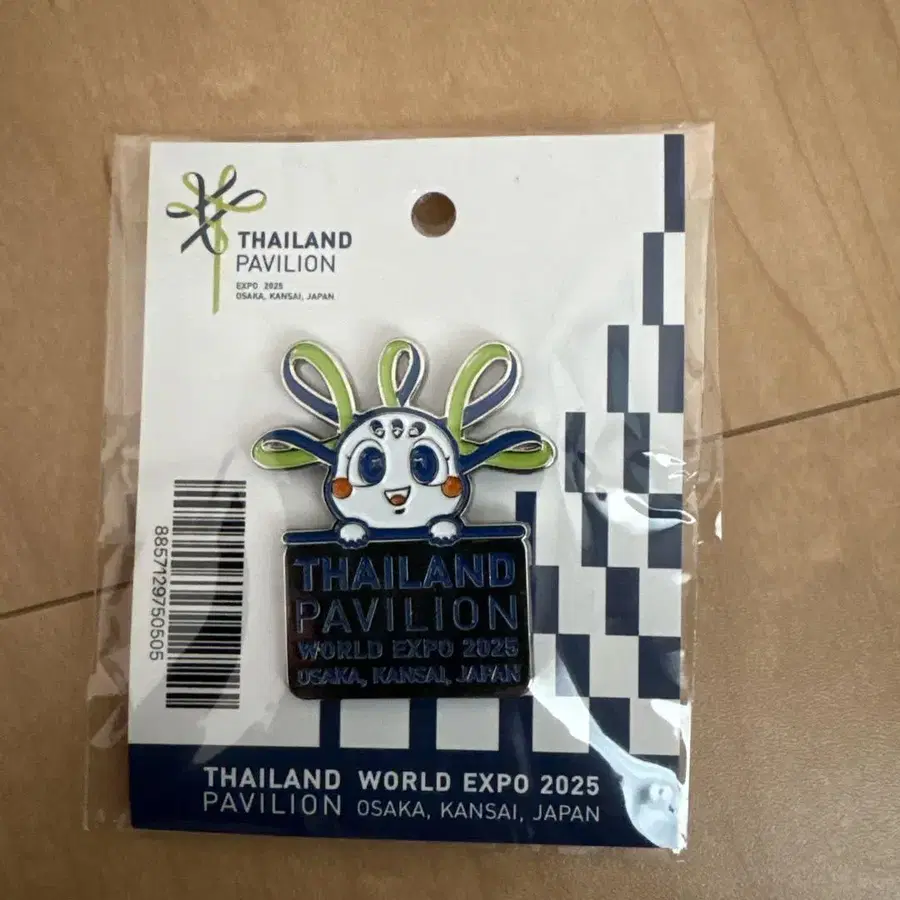 THAILAND
PAVILION
EXPO 2025
OSAKA, KANSAI, JAPAN
8857129750505
THAILAND
PAVILION
WORLD EXPO 2025
OSAKA, KANSAI, JAPAN
THAILAND WORLD EXPO 2025
PAVILION OSAKA, KANSAI, JAPAN